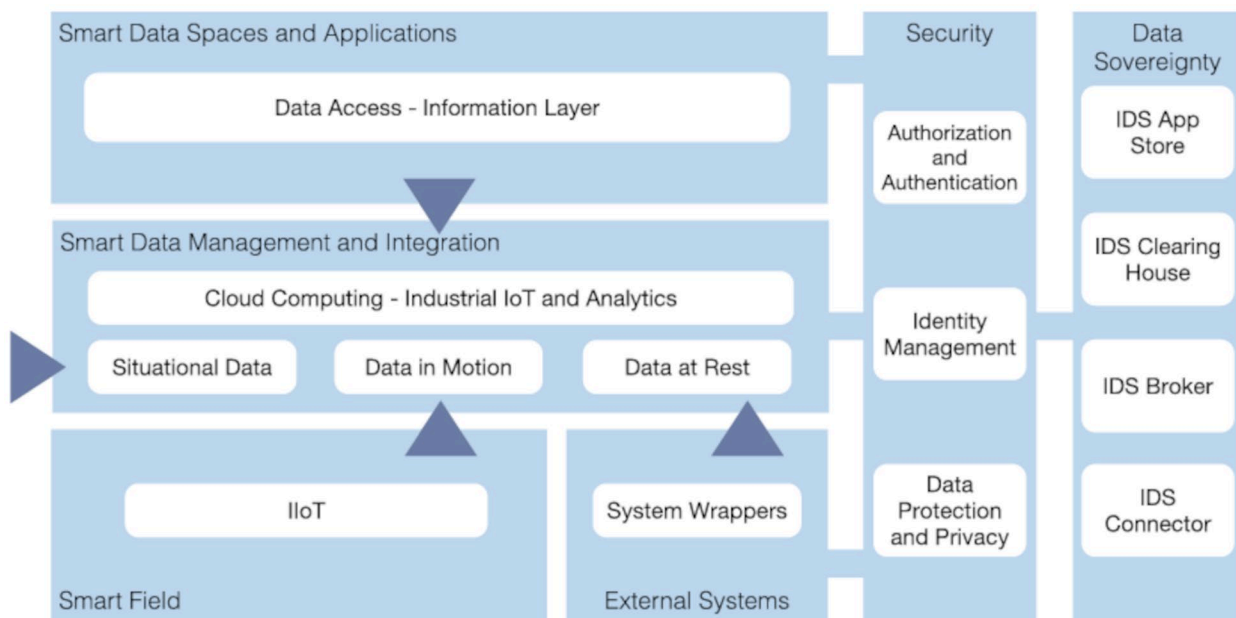 Smart Data Spaces and Applications
Data Access - Information Layer
Smart Data Management and Integration
Cloud Computing - Industrial IoT and Analytics
Situational Data
Data in Motion
Data at Rest
IIoT
Smart Field
System Wrappers
External Systems
Security
Authorization
and
Authentication
Identity
Management
Data
Protection
and Privacy
Data
Sovereignty
IDS App
Store
IDS Clearing
House
IDS Broker
IDS
Connector